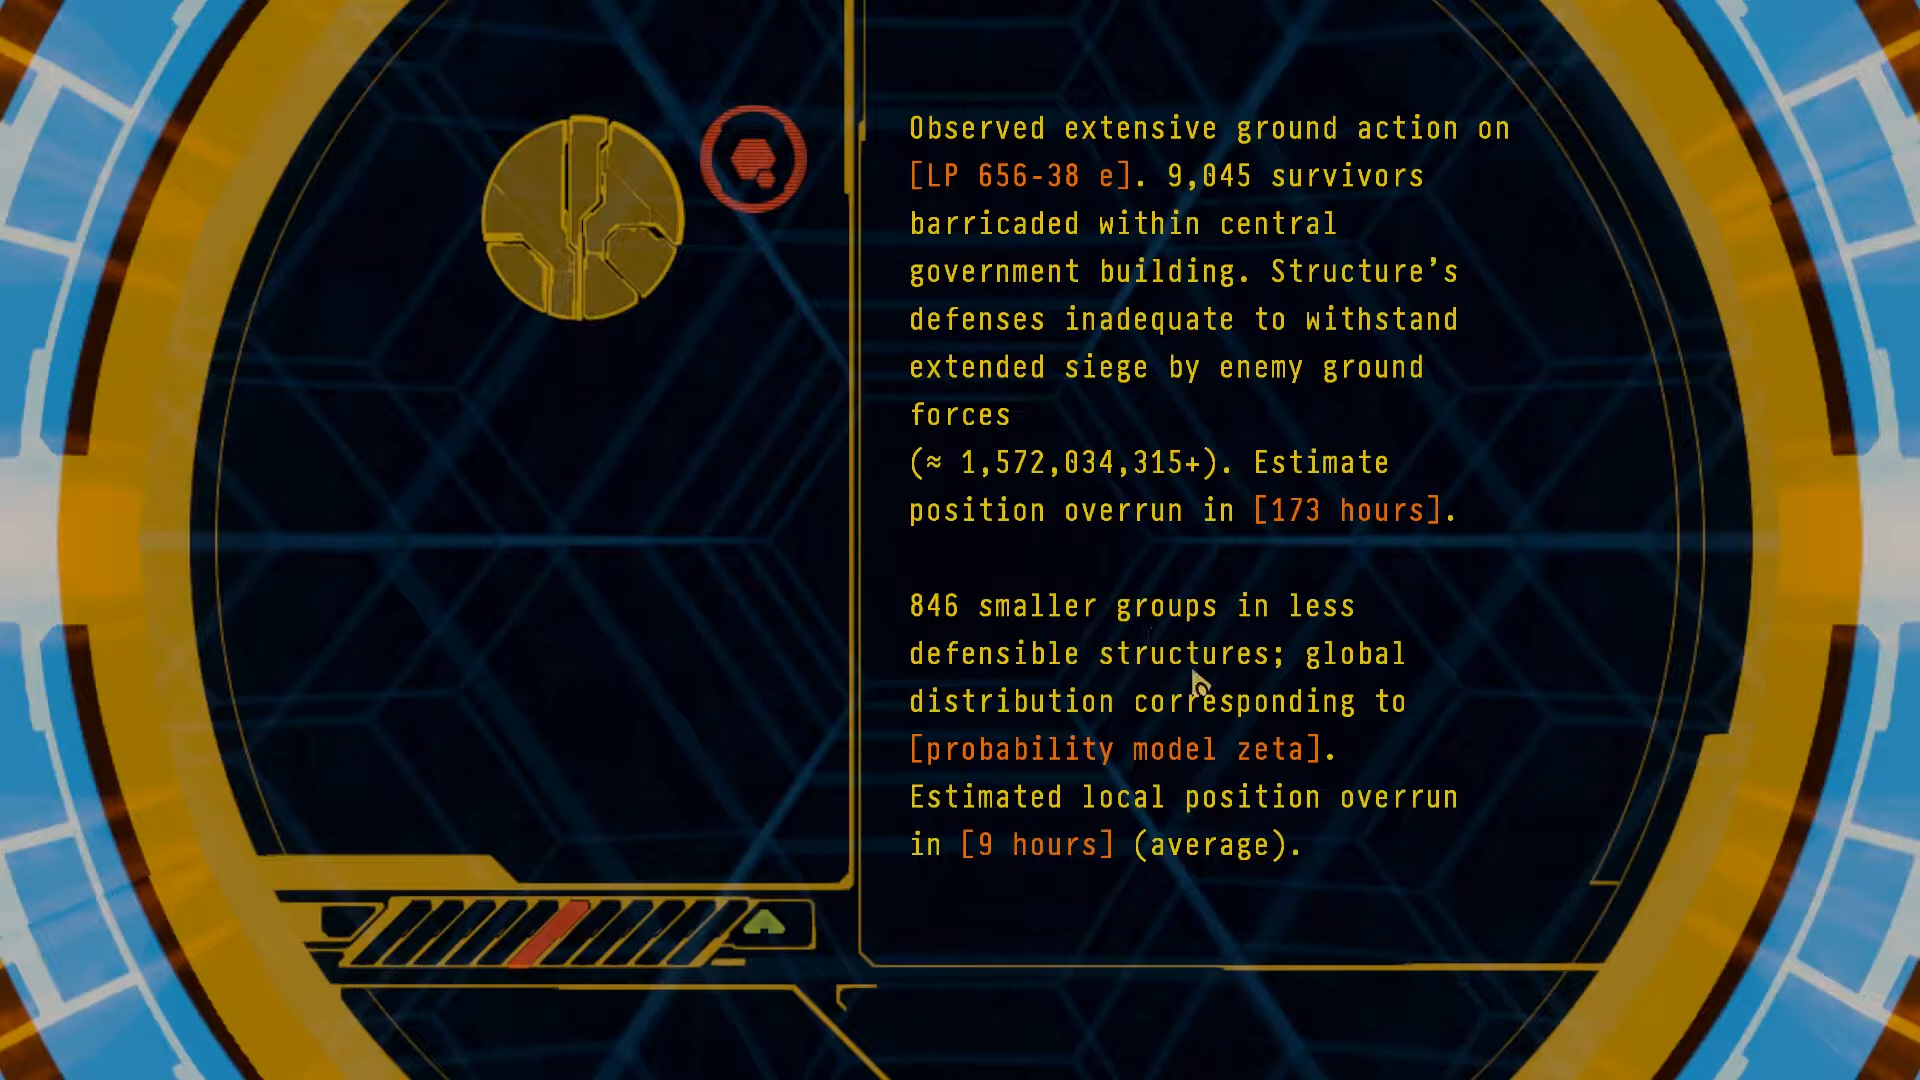 Observed extensive ground action on
[LP 656-38 e]. 9,045 survivors
barricaded within central
government building. Structure’s
defenses inadequate to withstand
extended siege by enemy ground
forces
(≈ 1,572,034,315+). Estimate
position overrun in [173 hours].
846 smaller groups in less
defensible structures; global
distribution corresponding to
[probability model zeta].
Estimated local position overrun
in [9 hours] (average).